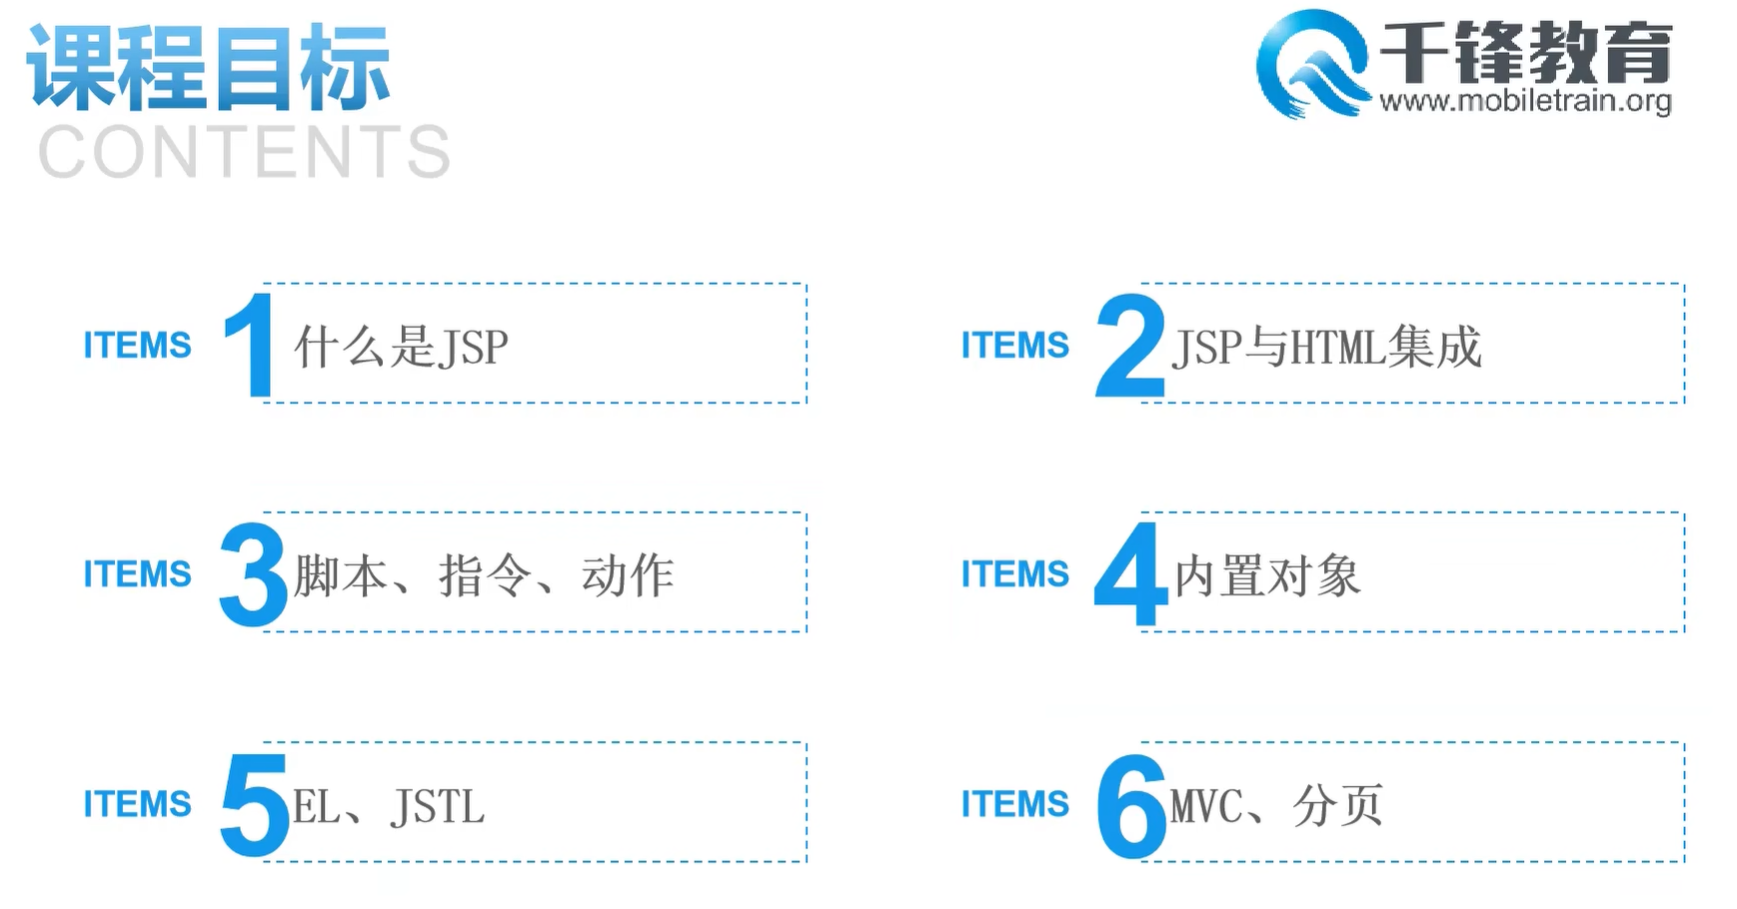 课程目标
CONTENTS
千锋教育
www.mobiletrain.org
ITEMS 1 什么是JSP
ITEMS 2 JSP与HTML集成
ITEMS 3 脚本、指令、动作
ITEMS 4 内置对象
ITEMS 5 EL、JSTL
ITEMS 6 MVC、分页